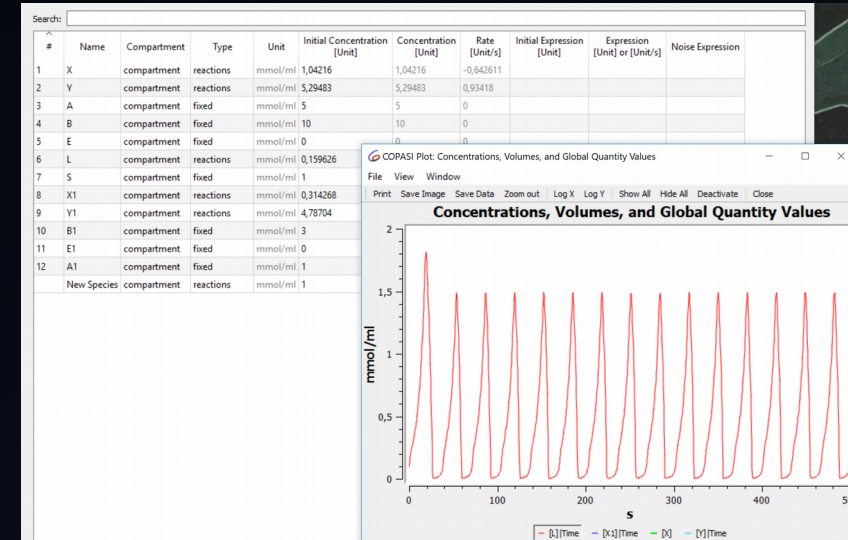 Search:
# Name Compartment Type Unit Initial Concentration [Unit] Concentration [Unit] Rate [Unit/s] Initial Expression [Unit] Expression [Unit] or [Unit/s] Noise Expression
1 X compartment reactions mmol/ml 1,04216 1,04216 -0,642611
2 Y compartment reactions mmol/ml 5,29483 5,29483 0,93418
3 A compartment fixed mmol/ml 5 5 0
4 B compartment fixed mmol/ml 10 10 0
5 E compartment fixed mmol/ml 0 0 0
6 L compartment reactions mmol/ml 0,159626
7 S compartment fixed mmol/ml 1
8 X1 compartment reactions mmol/ml 0,314268
9 Y1 compartment reactions mmol/ml 4,78704
10 B1 compartment fixed mmol/ml 3
11 E1 compartment fixed mmol/ml 0
12 A1 compartment fixed mmol/ml 1
New Species compartment reactions mmol/ml 1
COPASI Plot: Concentrations, Volumes, and Global Quantity Values
File View Window
Print Save Image Save Data Zoom out Log X Log Y Show All Hide All Deactivate Close
Concentrations, Volumes, and Global Quantity Values
2
1,5
1
0,5
0
mmol/ml
0 100 200 300 400
s
[L]|Time [X1]|Time [X] [Y]|Time